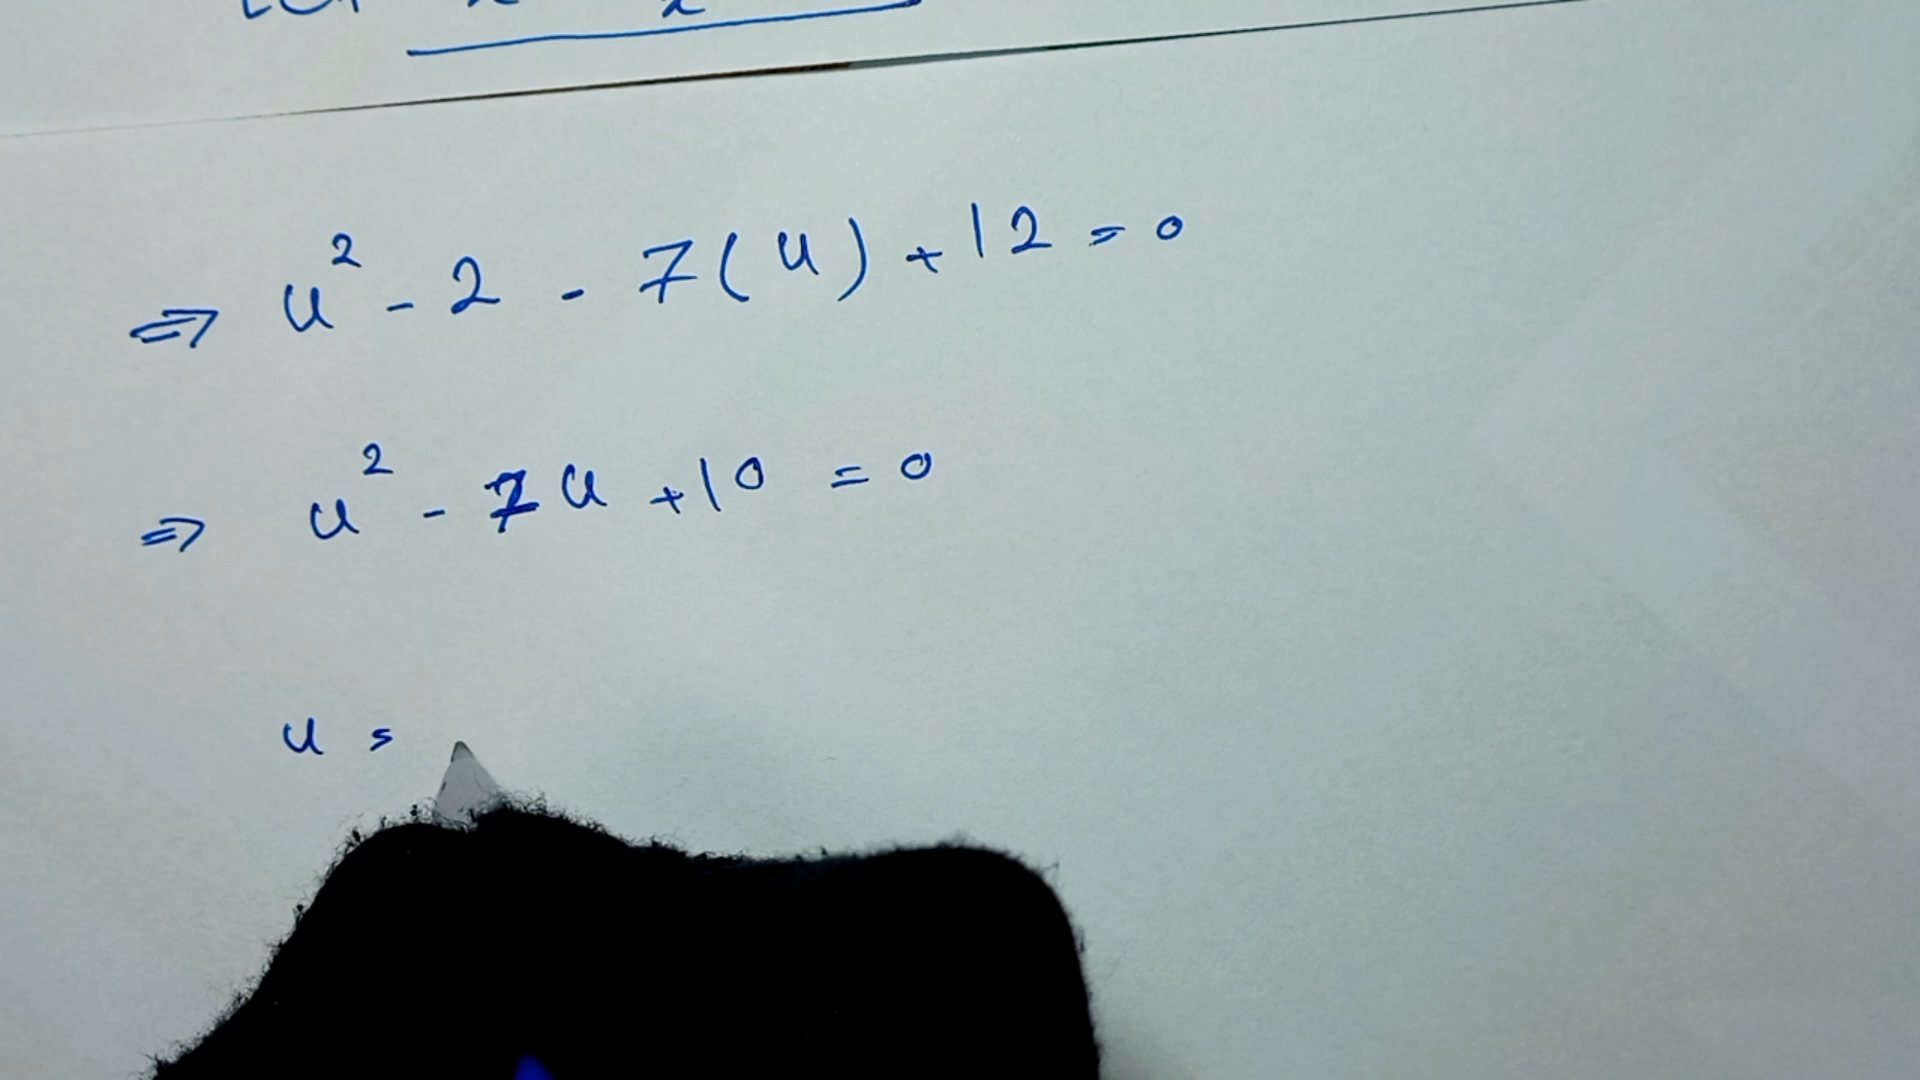 ⇒ u² - 2 - 7(u) + 12 = 0
⇒ u² - 7u + 10 = 0
u =